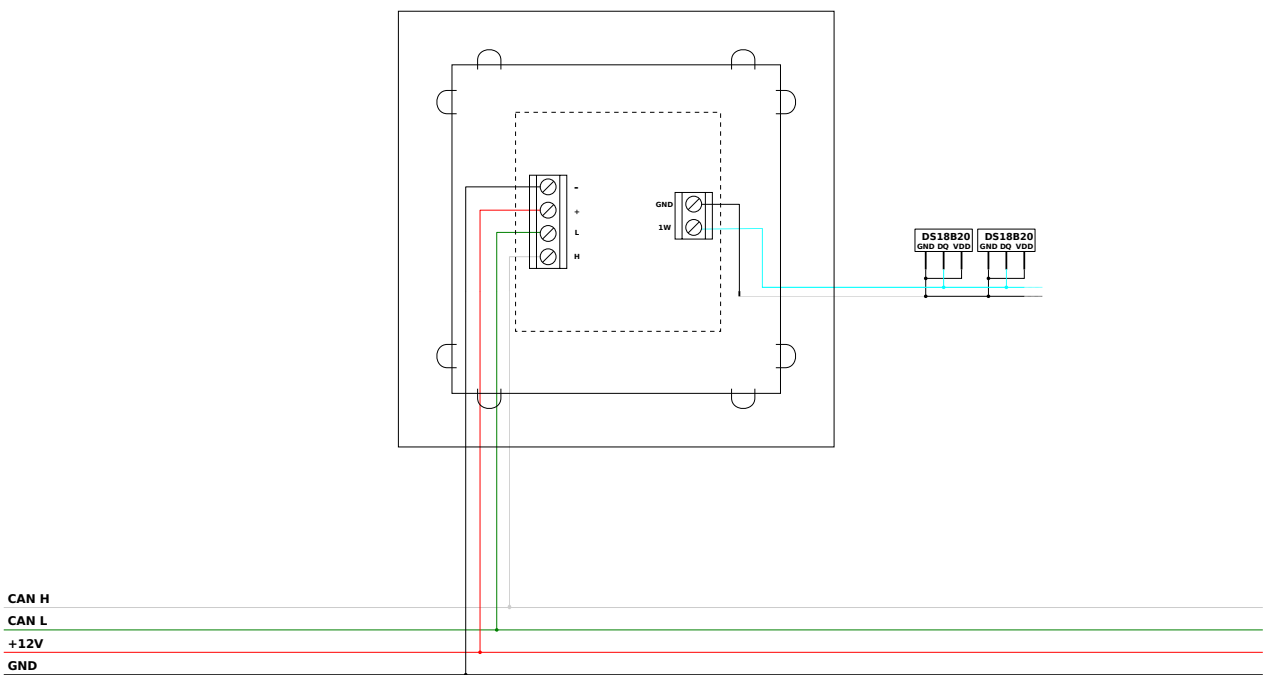 -
+
L
H
GND
1W
DS18B20
GND DQ VDD
DS18B20
GND DQ VDD
CAN H
CAN L
+12V
GND